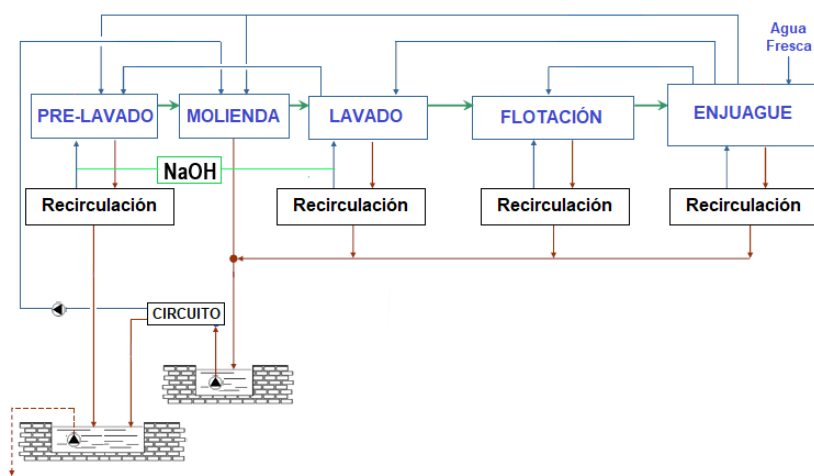 Agua
Fresca
PRE-LAVADO
MOLIENDA
LAVADO
FLOTACIÓN
ENJUAGUE
NaOH
Recirculación
Recirculación
Recirculación
Recirculación
CIRCUITO